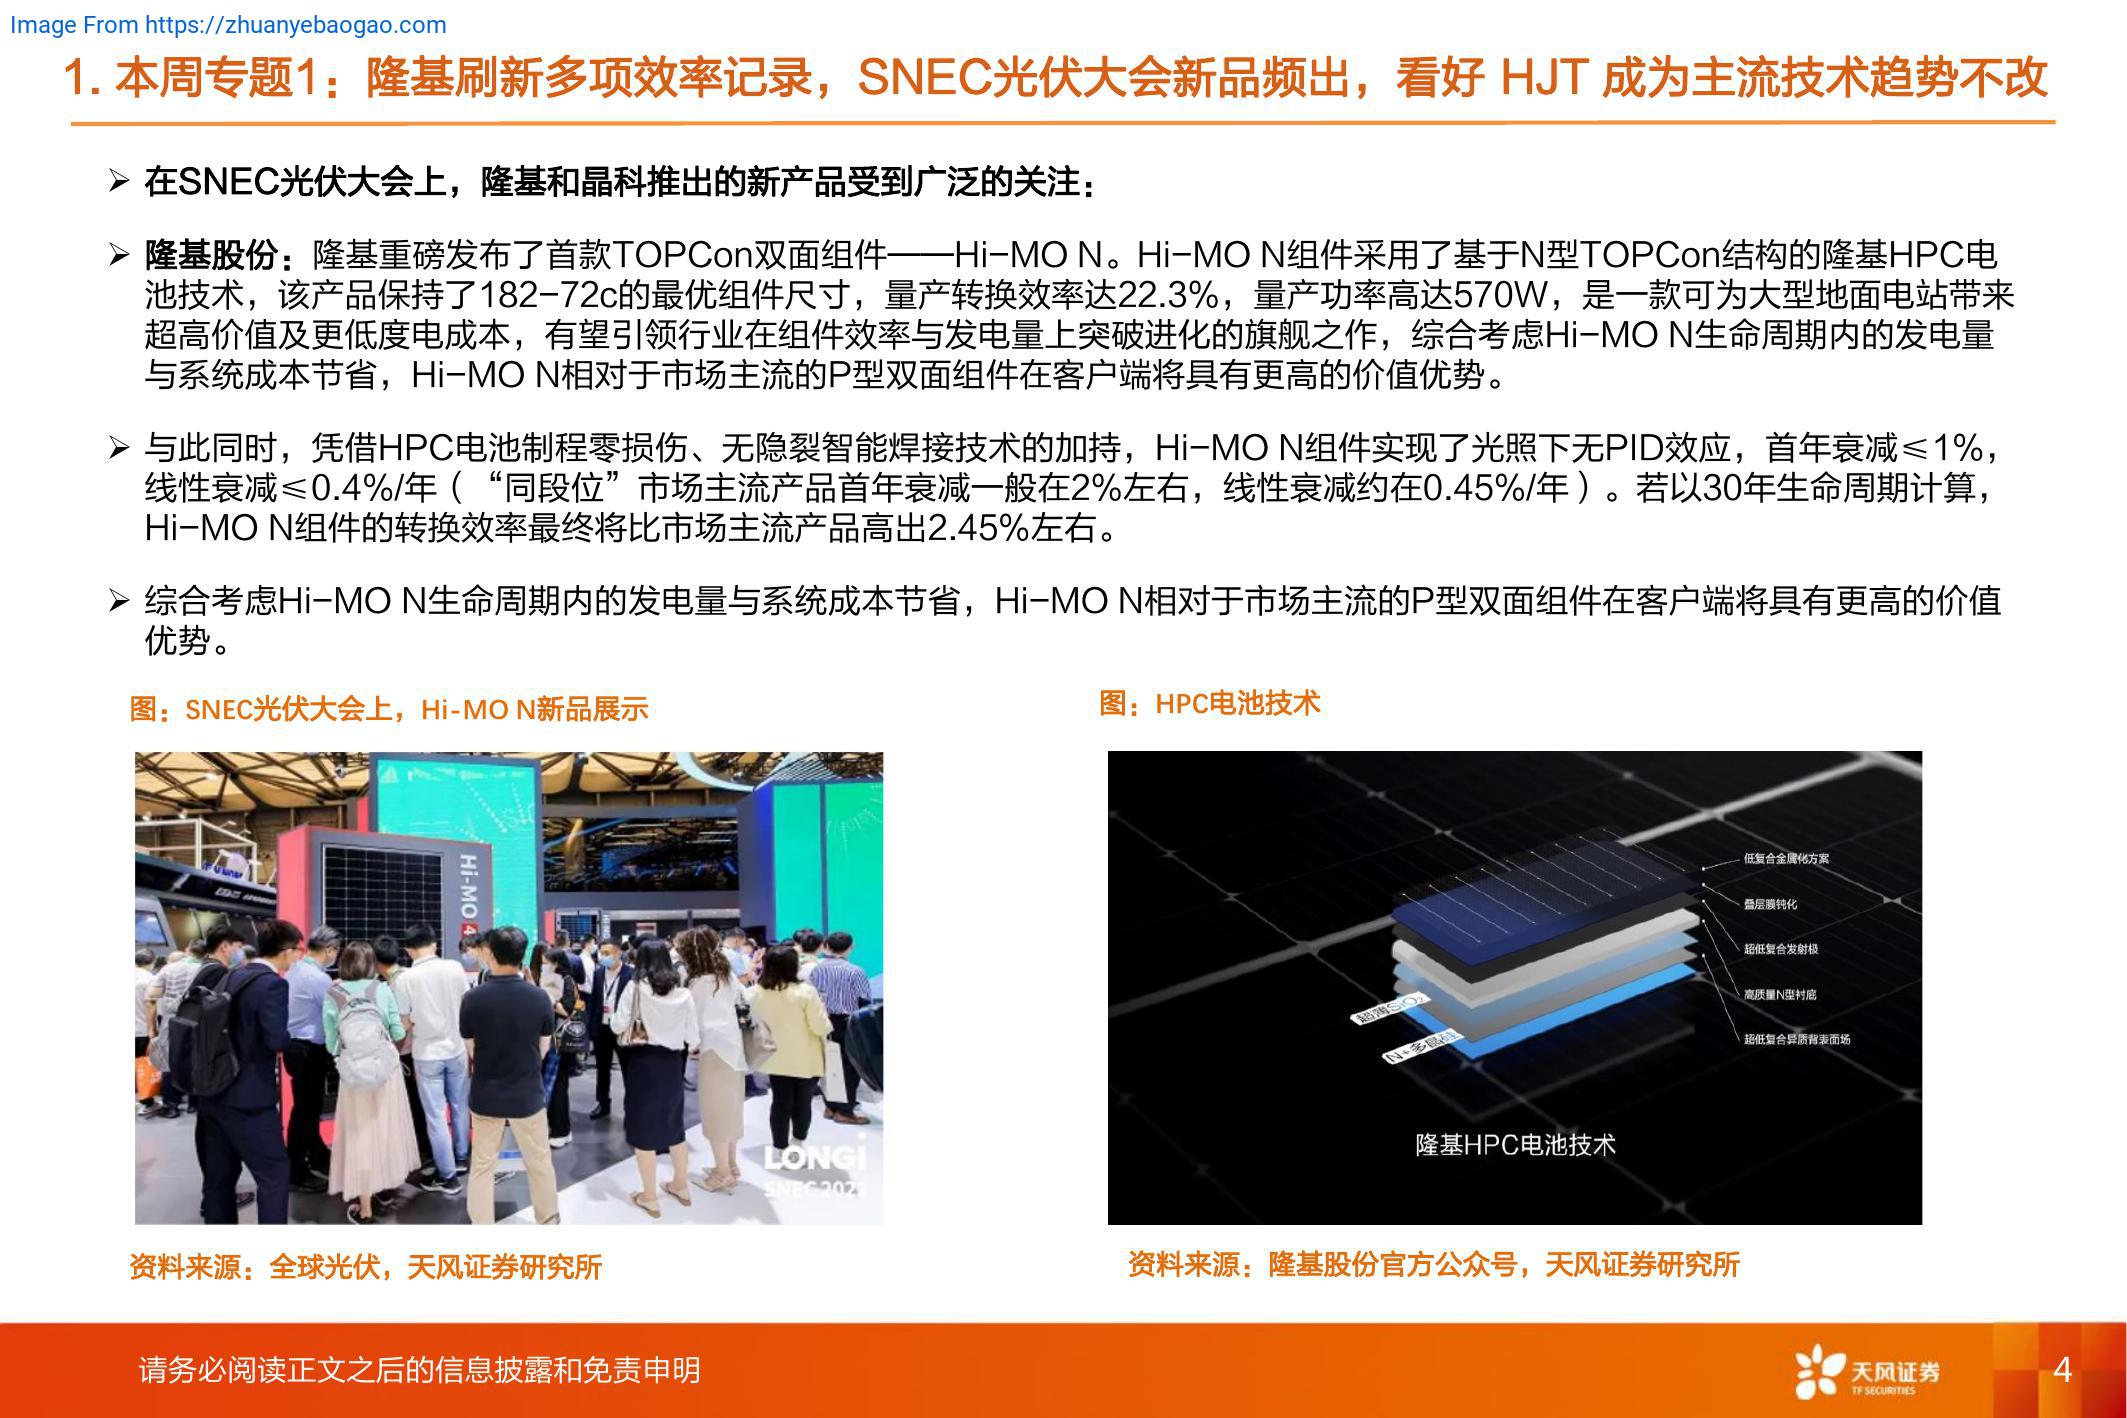 Image From https://zhuanyebaogao.com
1. 本周专题1：隆基刷新多项效率记录，SNEC光伏大会新品频出，看好 HJT 成为主流技术趋势不改
➢ 在SNEC光伏大会上，隆基和晶科推出的新产品受到广泛的关注：
➢ 隆基股份：隆基重磅发布了首款TOPCon双面组件——Hi-MO N。Hi-MO N组件采用了基于N型TOPCon结构的隆基HPC电
池技术，该产品保持了182-72c的最优组件尺寸，量产转换效率达22.3%，量产功率高达570W，是一款可为大型地面电站带来
超高价值及更低度电成本，有望引领行业在组件效率与发电量上突破进化的旗舰之作，综合考虑Hi-MO N生命周期内的发电量
与系统成本节省，Hi-MO N相对于市场主流的P型双面组件在客户端将具有更高的价值优势。
➢ 与此同时，凭借HPC电池制程零损伤、无隐裂智能焊接技术的加持，Hi-MO N组件实现了光照下无PID效应，首年衰减≤1%，
线性衰减≤0.4%/年（“同段位”市场主流产品首年衰减一般在2%左右，线性衰减约在0.45%/年）。若以30年生命周期计算，
Hi-MO N组件的转换效率最终将比市场主流产品高出2.45%左右。
➢ 综合考虑Hi-MO N生命周期内的发电量与系统成本节省，Hi-MO N相对于市场主流的P型双面组件在客户端将具有更高的价值
优势。
图：SNEC光伏大会上，Hi-MO N新品展示
图：HPC电池技术
Hi-MO 4
LONGi
SNEC 2021
低复合金属化方案
叠层膜钝化
超低复合发射极
高质量N型衬底
超低复合异质背表面场
超薄SiO2
N+多晶硅
隆基HPC电池技术
资料来源：全球光伏，天风证券研究所
资料来源：隆基股份官方公众号，天风证券研究所
请务必阅读正文之后的信息披露和免责申明
天风证券
TF SECURITIES
4